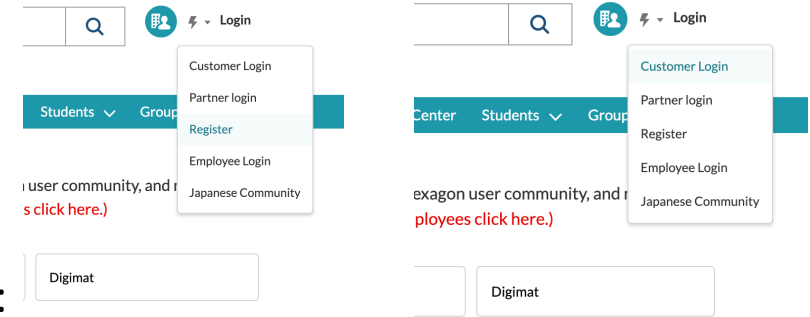 Login
Customer Login
Partner login
Students
Group
Register
Employee Login
user community, and
Japanese Community
s click here.)
Digimat
Login
Customer Login
Partner login
Center Students Group
Register
Employee Login
exagon user community, and
Japanese Community
ployees click here.)
Digimat